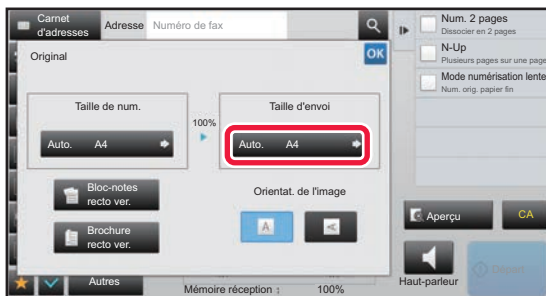 Carnet
d'adresses
Adresse
Numéro de fax
Original
OK
Taille de num.
Auto. A4
100%
Taille d'envoi
Auto. A4
Bloc-notes
recto ver.
Brochure
recto ver.
Orientat. de l'image
A
A
Autres
Mémoire réception :
100%
Num. 2 pages
Dissocier en 2 pages
N-Up
Plusieurs pages sur une page
Mode numérisation lente
Num. orig. papier fin
Aperçu
CA
Haut-parleur
Départ